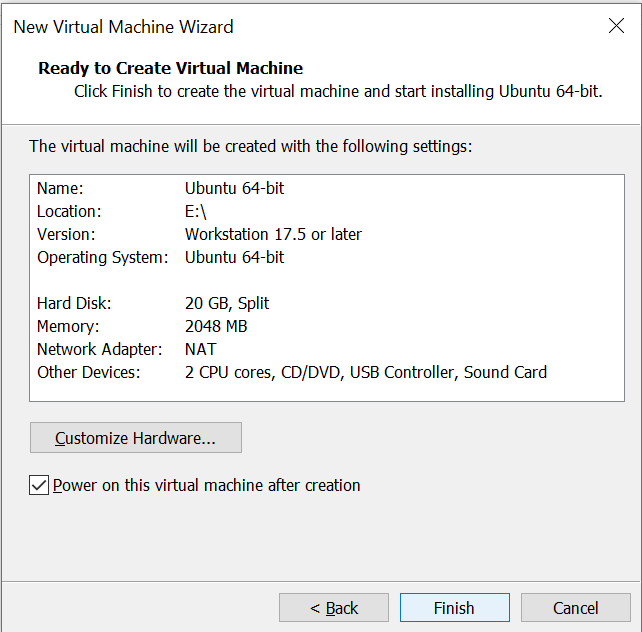 New Virtual Machine Wizard
Ready to Create Virtual Machine
Click Finish to create the virtual machine and start installing Ubuntu 64-bit.
The virtual machine will be created with the following settings:
Name: Ubuntu 64-bit
Location: E:\
Version: Workstation 17.5 or later
Operating System: Ubuntu 64-bit
Hard Disk: 20 GB, Split
Memory: 2048 MB
Network Adapter: NAT
Other Devices: 2 CPU cores, CD/DVD, USB Controller, Sound Card
Customize Hardware...
Power on this virtual machine after creation
< Back Finish Cancel